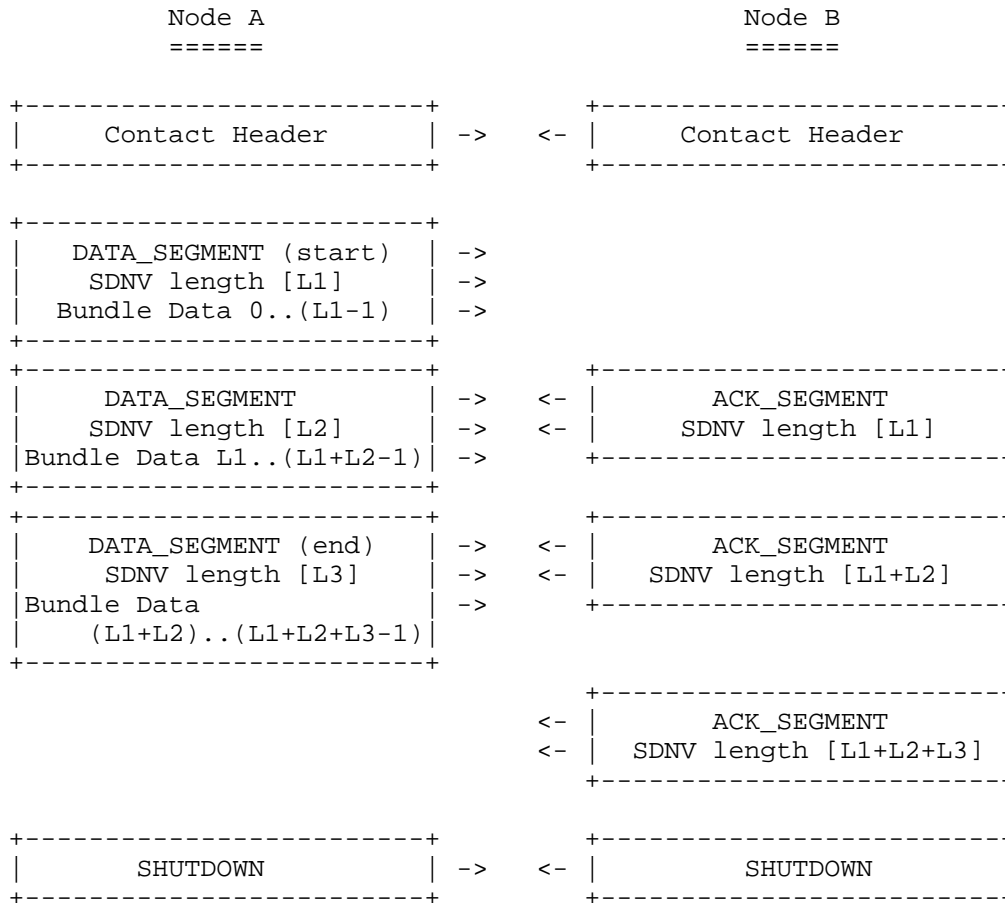 Node A                              Node B
          ======                              ======

+-------------------------+         +--------------------------
|     Contact Header      | ->   <- |     Contact Header
+-------------------------+         +--------------------------

+-------------------------+
|   DATA_SEGMENT (start)  | ->
|    SDNV length [L1]     | ->
|  Bundle Data 0..(L1-1)  | ->
+-------------------------+
+-------------------------+         +--------------------------
|     DATA_SEGMENT        | ->   <- |       ACK_SEGMENT
|    SDNV length [L2]     | ->   <- |     SDNV length [L1]
|Bundle Data L1..(L1+L2-1)| ->      +--------------------------
+-------------------------+
+-------------------------+         +--------------------------
|    DATA_SEGMENT (end)   | ->   <- |       ACK_SEGMENT
|     SDNV length [L3]    | ->   <- |   SDNV length [L1+L2]
|Bundle Data              | ->      +--------------------------
|    (L1+L2)..(L1+L2+L3-1)|
+-------------------------+
                                    +--------------------------
                                 <- |       ACK_SEGMENT
                                 <- |  SDNV length [L1+L2+L3]
                                    +--------------------------

+-------------------------+         +--------------------------
|       SHUTDOWN          | ->   <- |         SHUTDOWN
+-------------------------+         +--------------------------